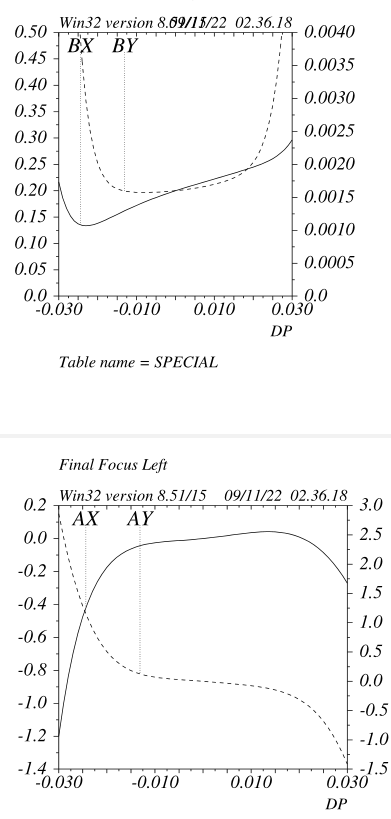 Win32 version 8.51/15 09/11/22 02.36.18
0.50 BX BY 0.0040
0.45 0.0035
0.40 0.0030
0.35 0.0025
0.30
0.25 0.0020
0.20 0.0015
0.15 0.0010
0.10
0.05 0.0005
0.0 0.0
-0.030 -0.010 0.010 0.030
DP
Table name = SPECIAL
Final Focus Left
Win32 version 8.51/15 09/11/22 02.36.18
0.2 AX AY 3.0
0.0 2.5
-0.2 2.0
-0.4 1.5
-0.6 1.0
-0.8 0.5
-1.0 0.0
-1.2 -0.5
-1.4 -1.0
-1.5
-0.030 -0.010 0.010 0.030
DP